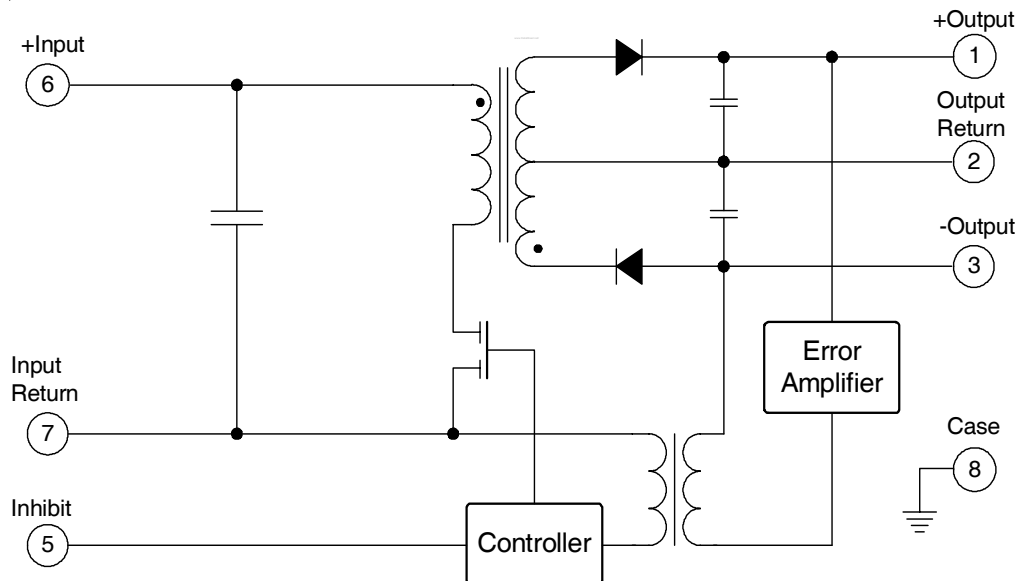 +Input
6
+Output
1
Output
Return
2
-Output
3
Error
Amplifier
Input
Return
7
Case
8
Inhibit
5
Controller